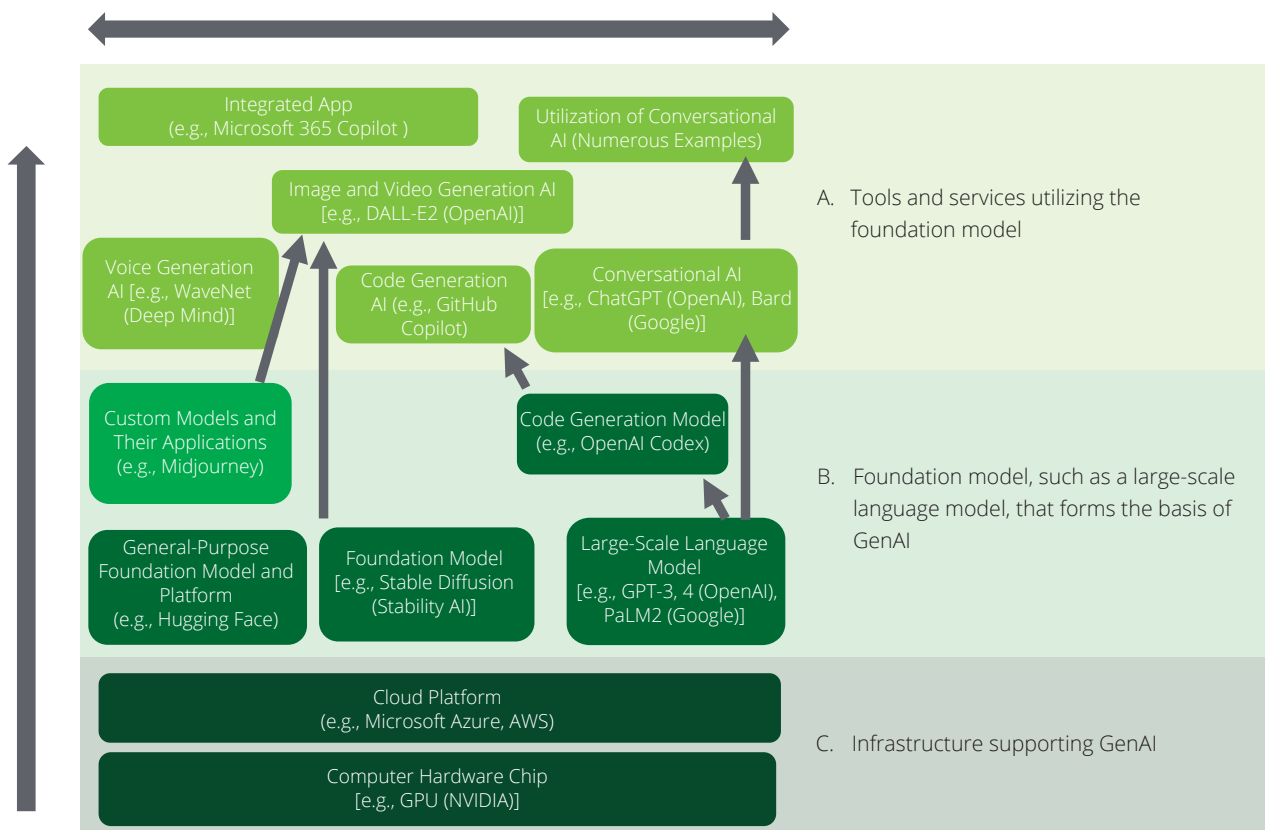 Integrated App
(e.g., Microsoft 365 Copilot )
Utilization of Conversational
AI (Numerous Examples)
Image and Video Generation AI
[e.g., DALL-E2 (OpenAI)]
A. Tools and services utilizing the
foundation model
Voice Generation
AI [e.g., WaveNet
(Deep Mind)]
Code Generation
AI (e.g., GitHub
Copilot)
Conversational AI
[e.g., ChatGPT (OpenAI), Bard
(Google)]
Custom Models and
Their Applications
(e.g., Midjourney)
Code Generation Model
(e.g., OpenAI Codex)
B. Foundation model, such as a large-scale
language model, that forms the basis of
GenAI
General-Purpose
Foundation Model and
Platform
(e.g., Hugging Face)
Foundation Model
[e.g., Stable Diffusion
(Stability AI)]
Large-Scale Language
Model
[e.g., GPT-3, 4 (OpenAI),
PaLM2 (Google)]
Cloud Platform
(e.g., Microsoft Azure, AWS)
C. Infrastructure supporting GenAI
Computer Hardware Chip
[e.g., GPU (NVIDIA)]